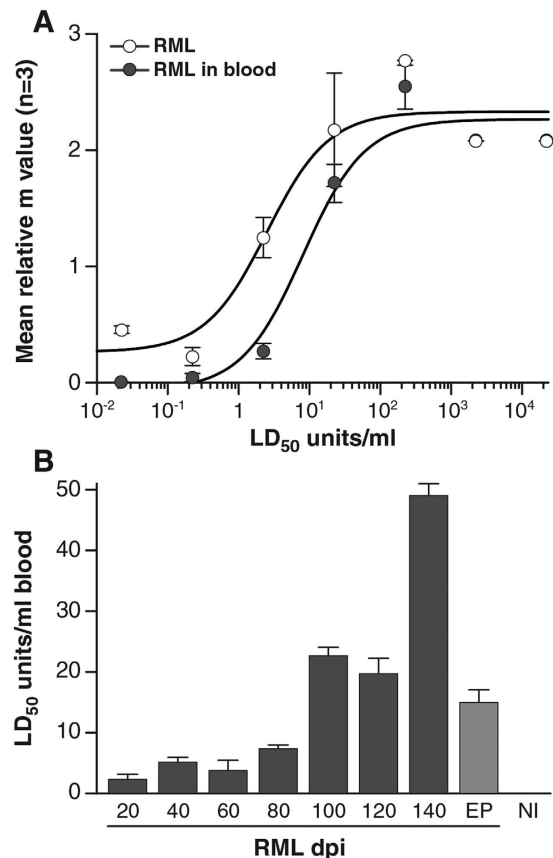 A
Mean relative m value (n=3)
3
2
1
0
RML
RML in blood
10-2 10-1 1 10¹ 10² 10³ 10⁴
LD50 units/ml
B
LD50 units/ml blood
50
40
30
20
10
0
20 40 60 80 100 120 140 EP NI
RML dpi